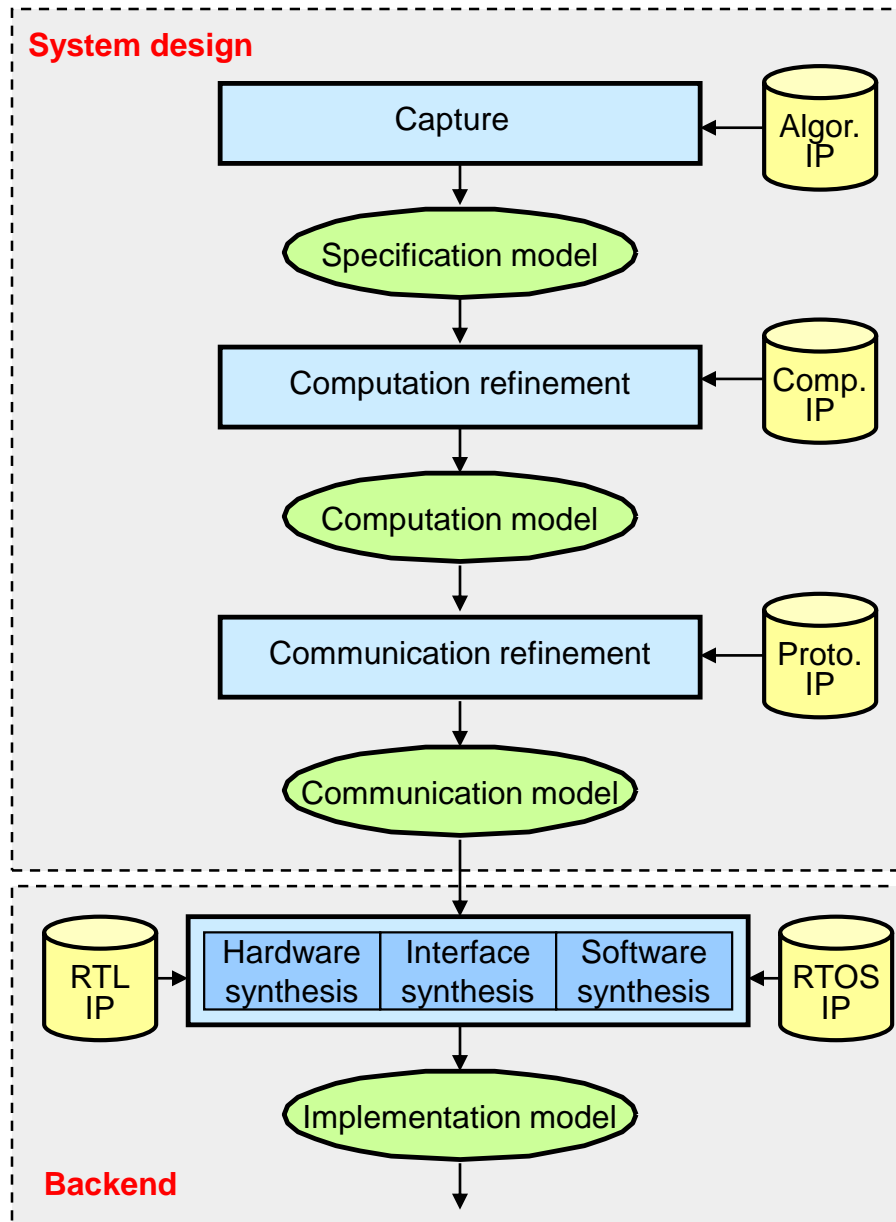 System design
Capture
Algor.
IP
Specification model
Computation refinement
Comp.
IP
Computation model
Communication refinement
Proto.
IP
Communication model
RTL
IP
Hardware
synthesis
Interface
synthesis
Software
synthesis
RTOS
IP
Implementation model
Backend